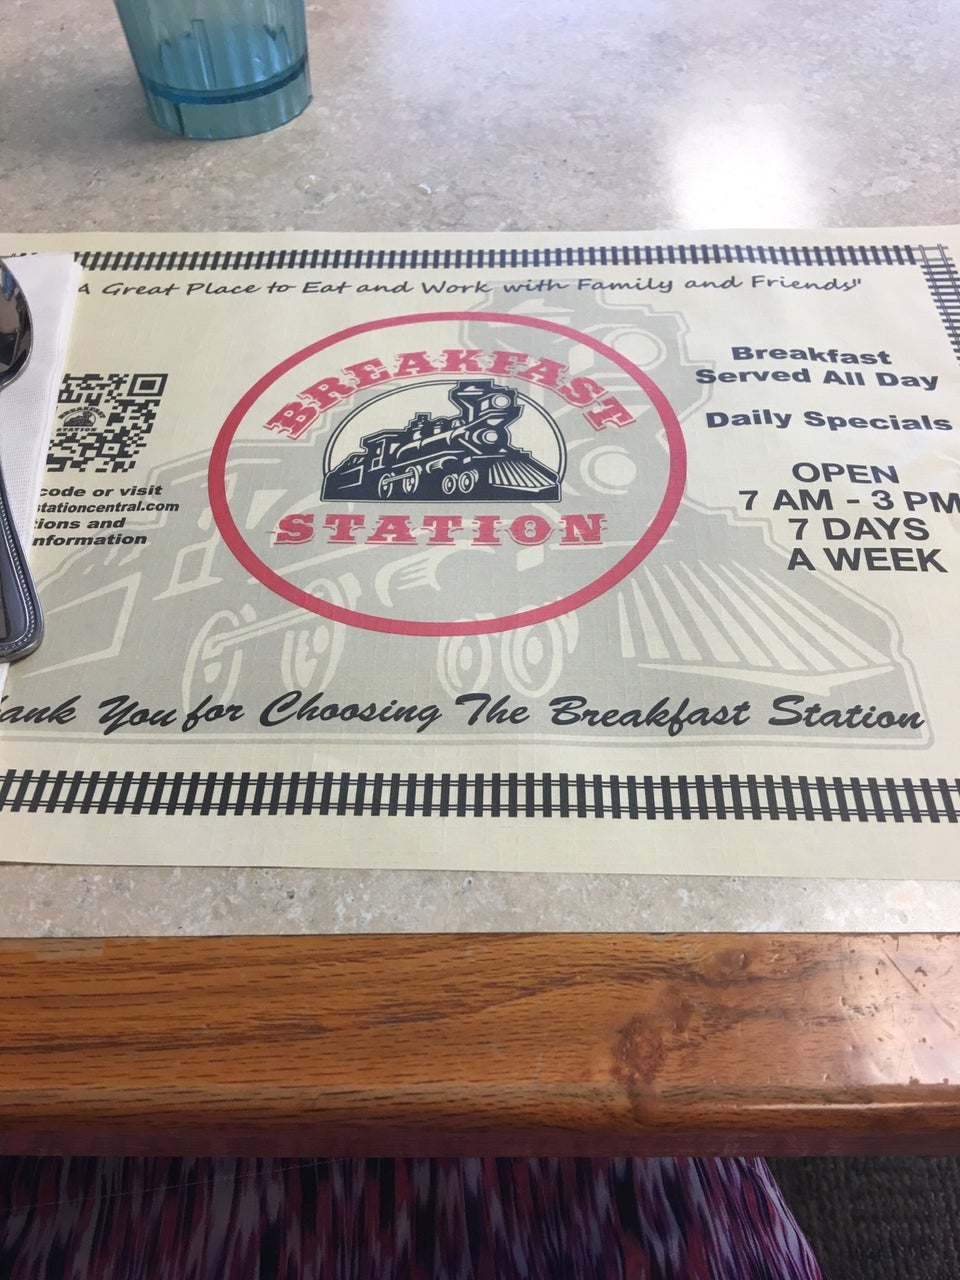 A Great Place to Eat and Work with Family and Friends"
BREAKFAST
STATION
code or visit
stationcentral.com
tions and
nformation
Breakfast
Served All Day
Daily Specials
OPEN
7 AM - 3 PM
7 DAYS
A WEEK
ank You for Choosing The Breakfast Station